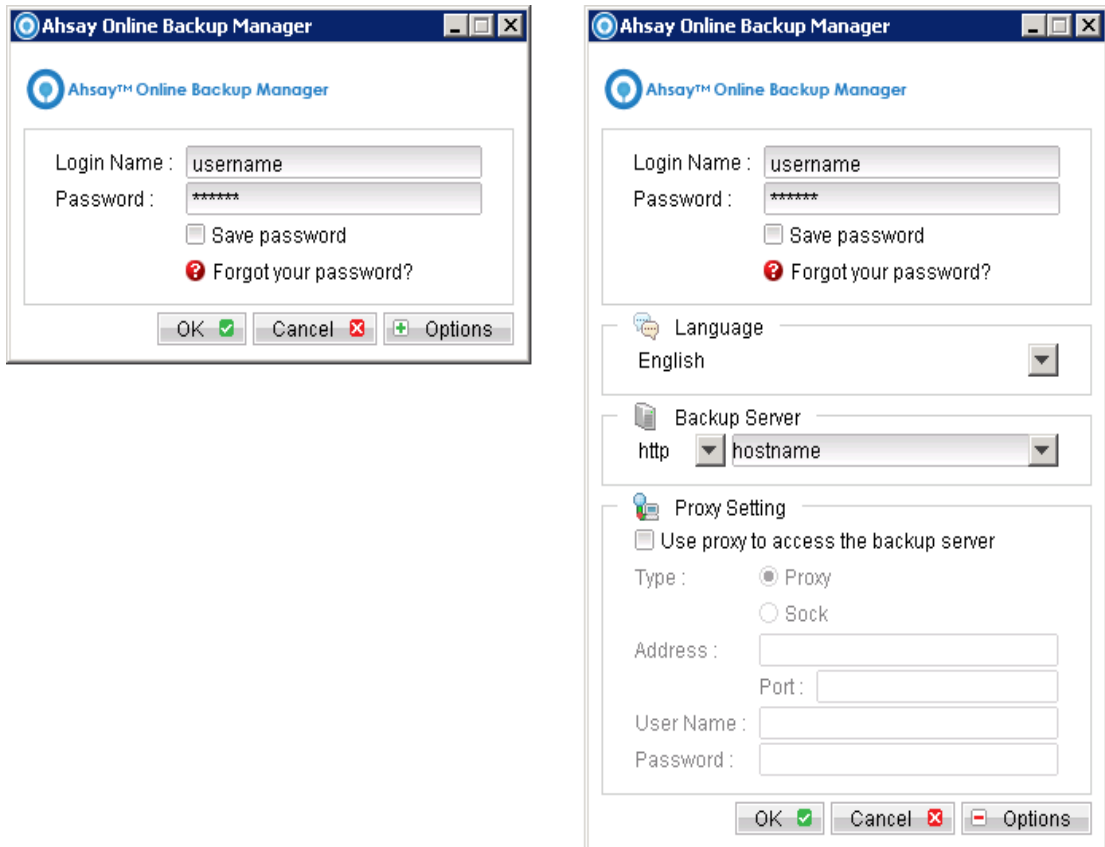 Ahsay Online Backup Manager
Ahsay™ Online Backup Manager
Login Name : username
Password : ******
Save password
Forgot your password?
OK Cancel Options
Ahsay Online Backup Manager
Ahsay™ Online Backup Manager
Login Name : username
Password : ******
Save password
Forgot your password?
Language
English
Backup Server
http hostname
Proxy Setting
Use proxy to access the backup server
Type : Proxy
Sock
Address :
Port :
User Name :
Password :
OK Cancel Options